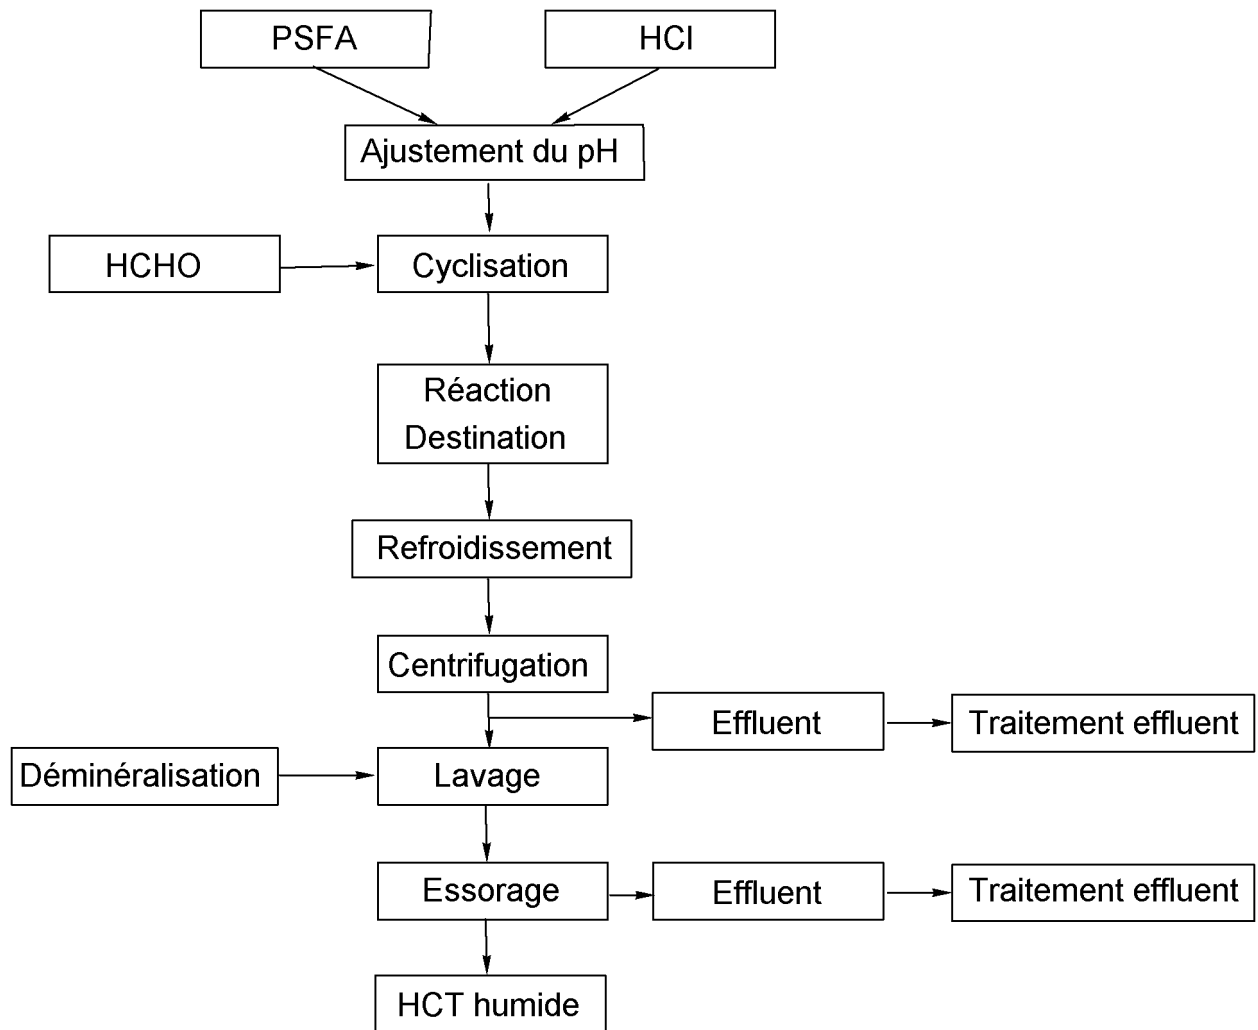 PSFA
HCl
Ajustement du pH
HCHO
Cyclisation
Réaction
Destination
Refroidissement
Centrifugation
Effluent
Traitement effluent
Déminéralisation
Lavage
Essorage
Effluent
Traitement effluent
HCT humide